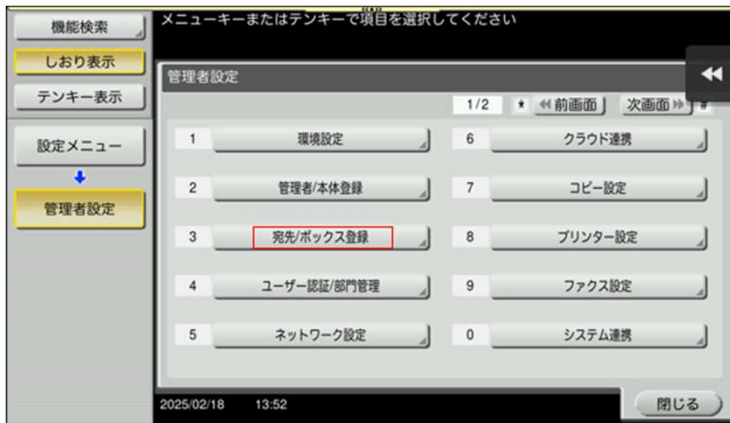 メニューキーまたはテンキーで項目を選択してください
機能検索
しおり表示
テンキー表示
設定メニュー
管理者設定
管理者設定
1/2 * 前画面 次画面 #
1 環境設定
2 管理者/本体登録
3 宛先/ボックス登録
4 ユーザー認証/部門管理
5 ネットワーク設定
6 クラウド連携
7 コピー設定
8 プリンター設定
9 ファクス設定
0 システム連携
2025/02/18 13:52
閉じる